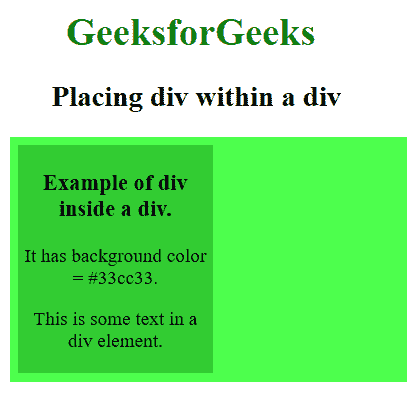 GeeksforGeeks
Placing div within a div
Example of div
inside a div.
It has background color
= #33cc33.
This is some text in a
div element.